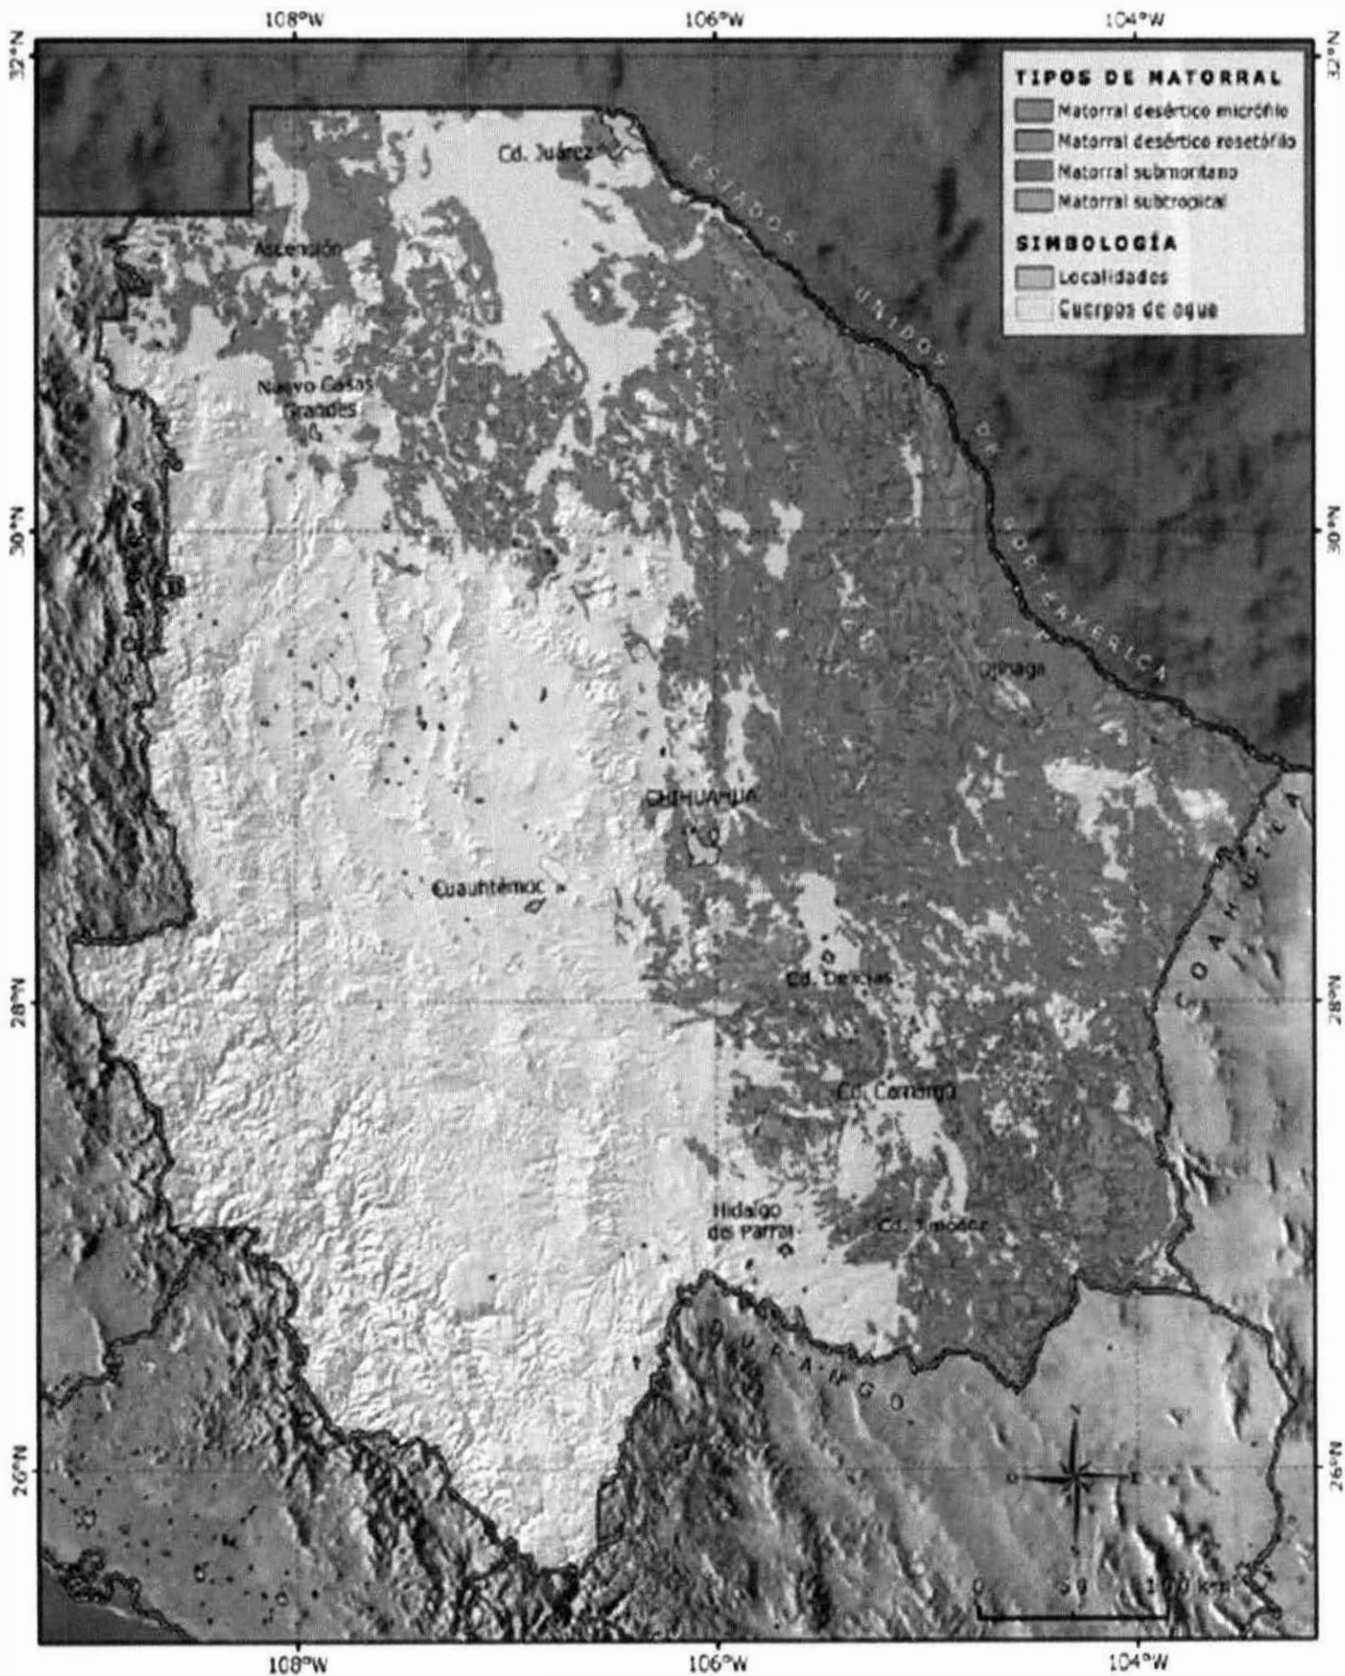 108°W 106°W 104°W
32°N 32°N
TIPOS DE MATORRAL
Matorral desértico micrófilo
Matorral desértico rosetófilo
Matorral submontano
Matorral subtropical
SIMBOLOGÍA
Localidades
Cuerpos de agua
Cd. Juárez
ESTADOS UNIDOS DE NORTEAMÉRICA
Ascensión
Nuevo Casas
Grandes
30°N 30°N
Ojinaga
CHIHUAHUA
COAHUILA
Cuauhtémoc
Cd. Delicias
28°N 28°N
Cd. Camargo
Hidalgo
del Parral
Cd. Jiménez
DURANGO
N
O E
S
26°N 26°N
0 50 100 km
108°W 106°W 104°W